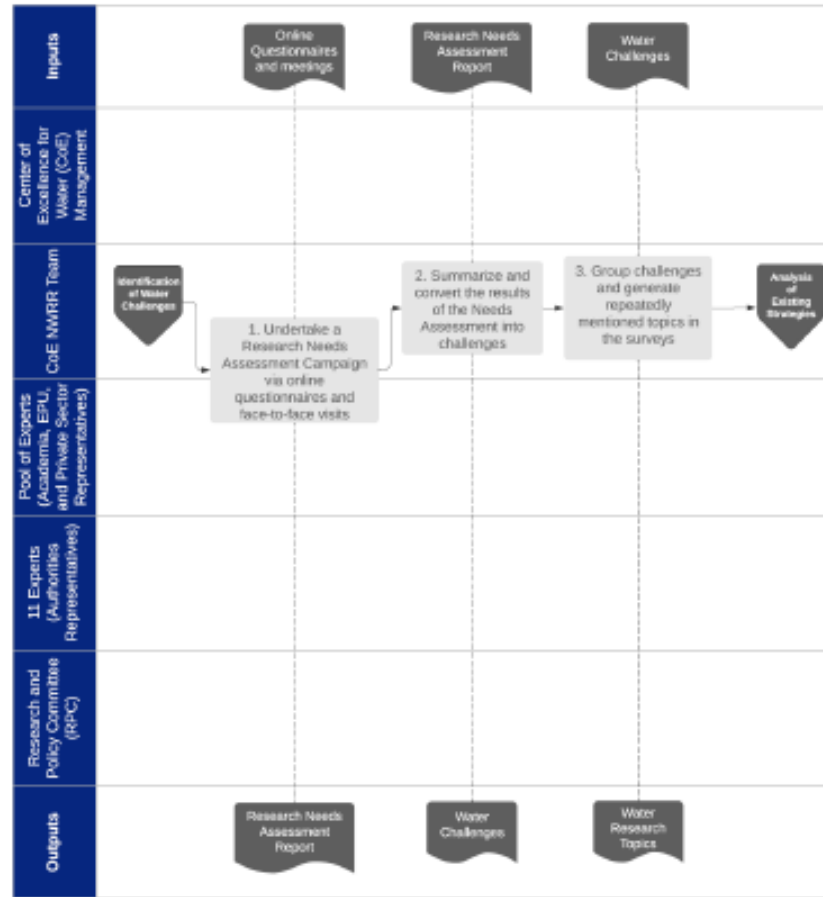 Inputs
Online
Questionnaires
and meetings
Research Needs
Assessment
Report
Water
Challenges
Center of
Excellence for
Water (CoE)
Management
CoE NWRR Team
Identification
of Water
Challenges
1. Undertake a
Research Needs
Assessment Campaign
via online
questionnaires and
face-to-face visits
2. Summarize and
convert the results
of the Needs
Assessment into
challenges
3. Group challenges
and generate
repeatedly
mentioned topics in
the surveys
Analysis
of
Existing
Strategies
Pool of Experts
(Academia, EPU,
and Private Sector
Representatives)
11 Experts
(Authorities
Representatives)
Research and
Policy Committee
(RPC)
Outputs
Research Needs
Assessment
Report
Water
Challenges
Water
Research
Topics